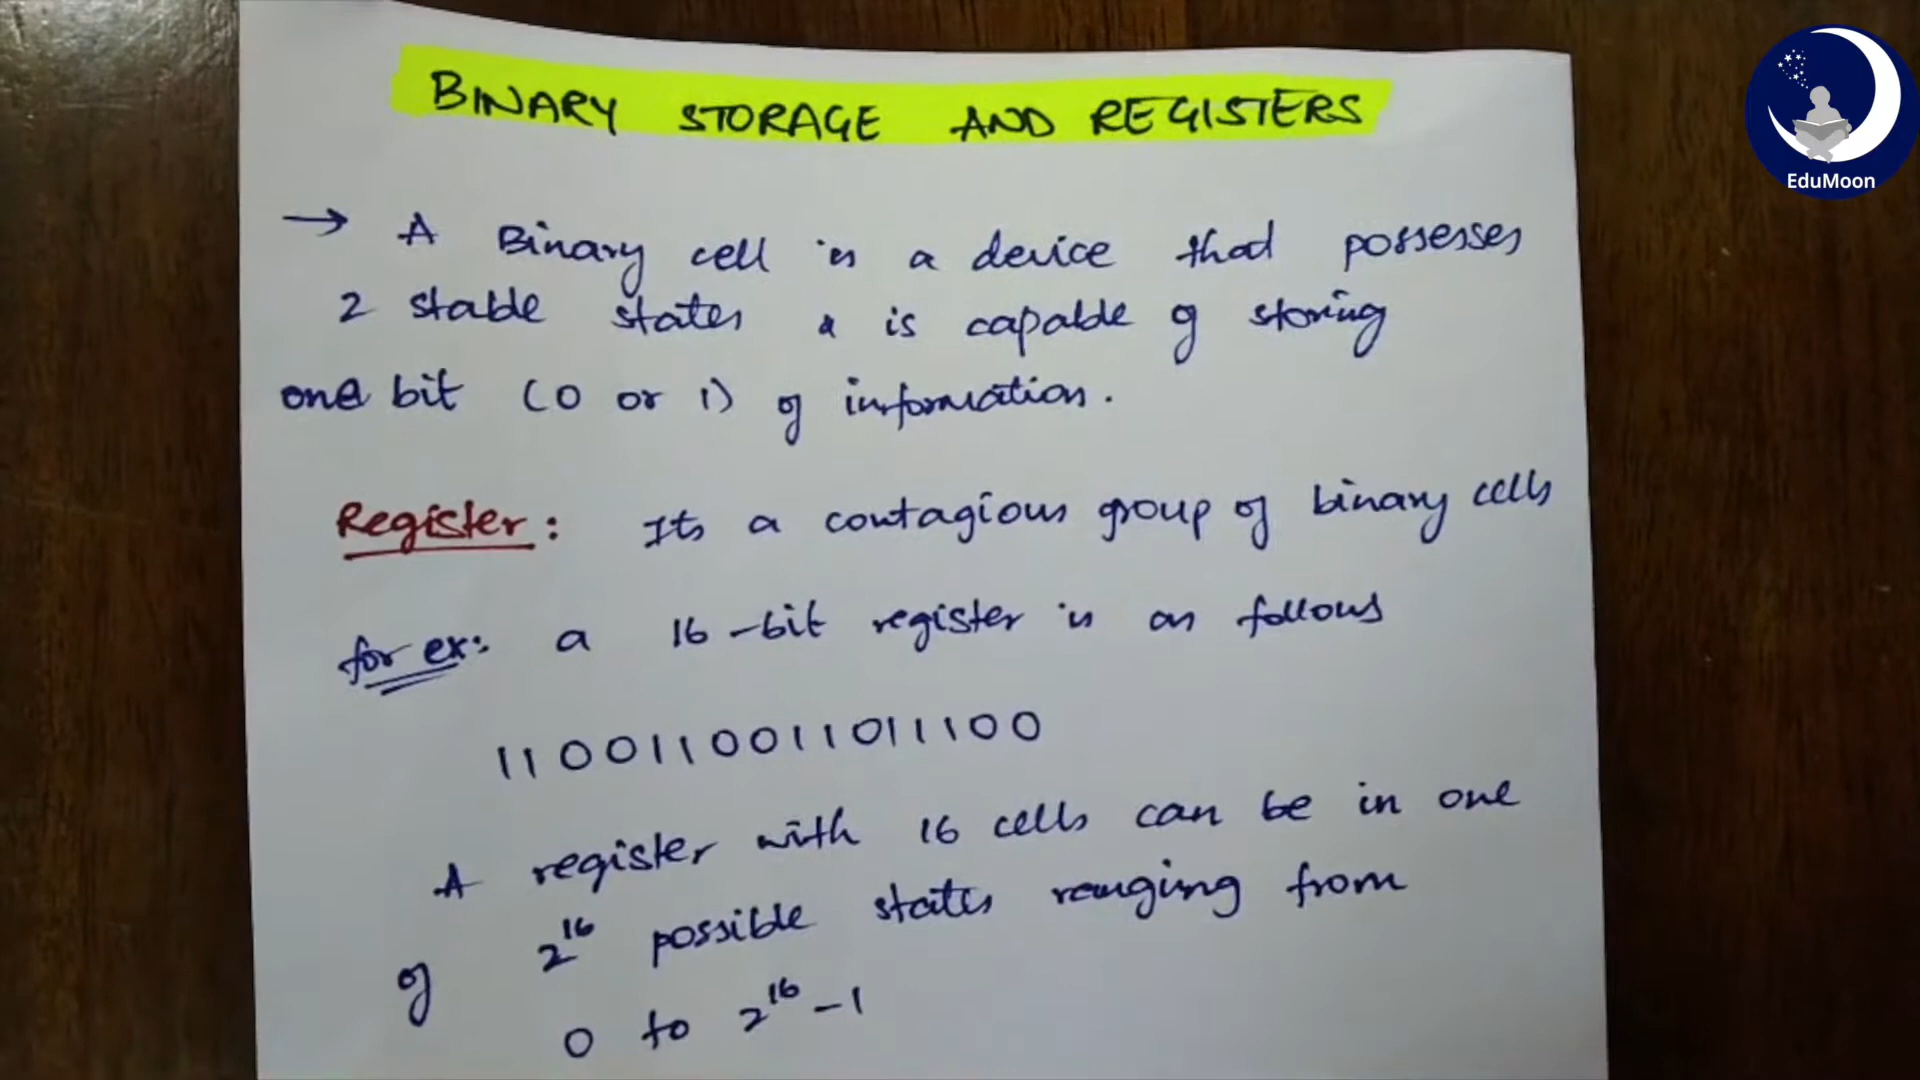 BINARY STORAGE AND REGISTERS
EduMoon
→ A Binary cell is a device that possesses
2 stable states & is capable of storing
one bit (0 or 1) of information.
Register: Its a contagious group of binary cells
for ex: a 16-bit register is as follows
1100110011011100
A register with 16 cells can be in one
of 2^16 possible states ranging from
0 to 2^16 - 1